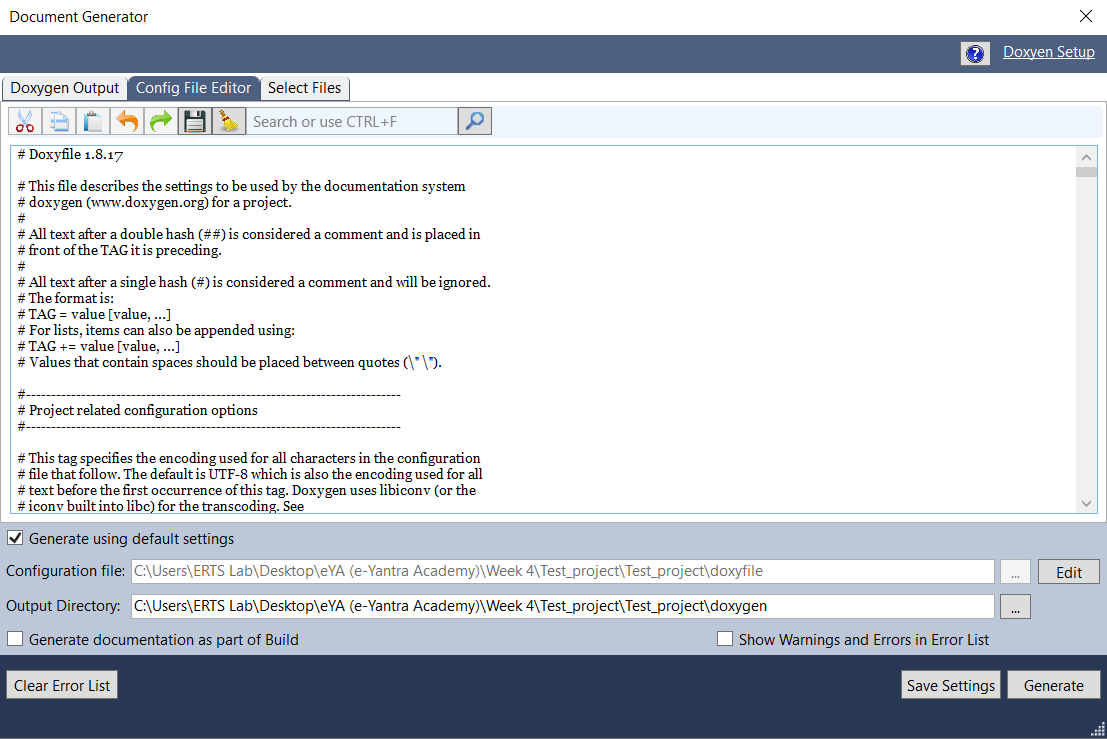 Document Generator
Doxyen Setup
Doxygen Output
Config File Editor
Select Files
Search or use CTRL+F
# Doxyfile 1.8.17
# This file describes the settings to be used by the documentation system
# doxygen (www.doxygen.org) for a project.
#
# All text after a double hash (##) is considered a comment and is placed in
# front of the TAG it is preceding.
#
# All text after a single hash (#) is considered a comment and will be ignored.
# The format is:
# TAG = value [value, ...]
# For lists, items can also be appended using:
# TAG += value [value, ...]
# Values that contain spaces should be placed between quotes (\" \").
#---------------------------------------------------------------------------
# Project related configuration options
#---------------------------------------------------------------------------
# This tag specifies the encoding used for all characters in the configuration
# file that follow. The default is UTF-8 which is also the encoding used for all
# text before the first occurrence of this tag. Doxygen uses libiconv (or the
# iconv built into libc) for the transcoding. See
Generate using default settings
Configuration file: C:\Users\ERTS Lab\Desktop\eYA (e-Yantra Academy)\Week 4\Test_project\Test_project\doxyfile ... Edit
Output Directory: C:\Users\ERTS Lab\Desktop\eYA (e-Yantra Academy)\Week 4\Test_project\Test_project\doxygen ...
Generate documentation as part of Build
Show Warnings and Errors in Error List
Clear Error List
Save Settings
Generate